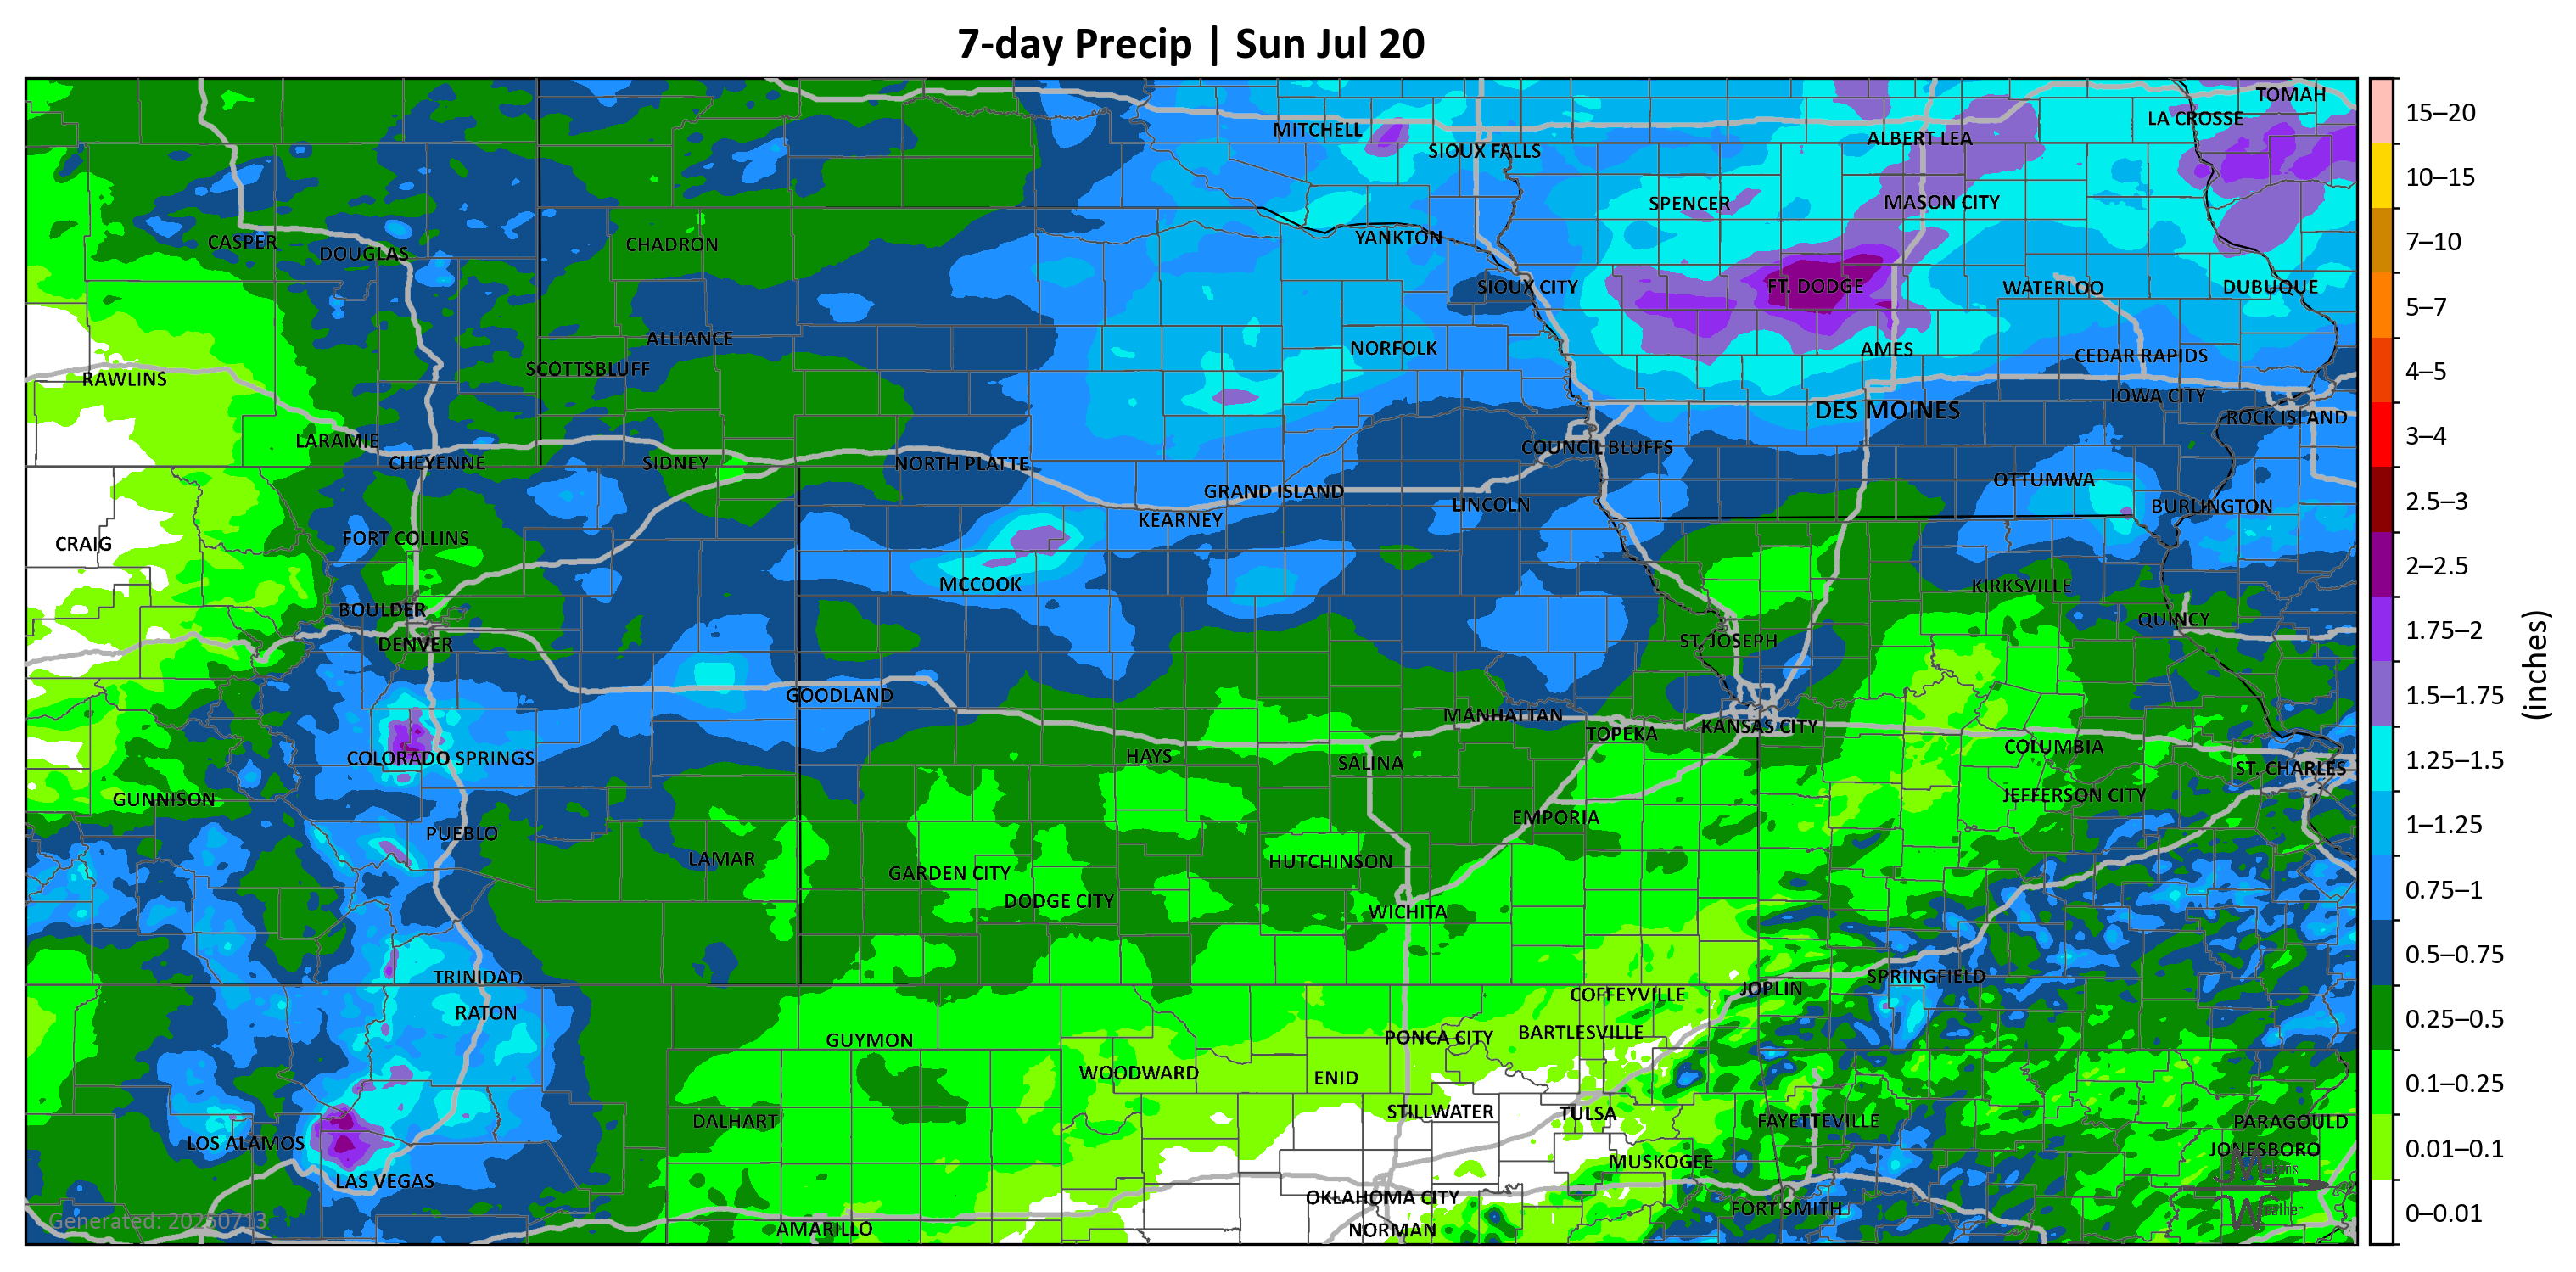 7-day Precip | Sun Jul 20
TOMAH
LA CROSSE
MITCHELL
ALBERT LEA
SIOUX FALLS
SPENCER
MASON CITY
YANKTON
CASPER
CHADRON
DOUGLAS
SIOUX CITY
FT. DODGE
WATERLOO
DUBUQUE
ALLIANCE
NORFOLK
AMES
CEDAR RAPIDS
SCOTTSBLUFF
RAWLINS
IOWA CITY
DES MOINES
ROCK ISLAND
LARAMIE
COUNCIL BLUFFS
CHEYENNE
SIDNEY
NORTH PLATTE
OTTUMWA
GRAND ISLAND
LINCOLN
BURLINGTON
KEARNEY
CRAIG
FORT COLLINS
MCCOOK
KIRKSVILLE
BOULDER
QUINCY
DENVER
ST. JOSEPH
GOODLAND
MANHATTAN
KANSAS CITY
TOPEKA
COLUMBIA
COLORADO SPRINGS
HAYS
SALINA
ST. CHARLES
GUNNISON
JEFFERSON CITY
EMPORIA
PUEBLO
LAMAR
HUTCHINSON
GARDEN CITY
DODGE CITY
WICHITA
TRINIDAD
SPRINGFIELD
JOPLIN
COFFEYVILLE
RATON
BARTLESVILLE
GUYMON
PONCA CITY
WOODWARD
ENID
STILLWATER
TULSA
DALHART
FAYETTEVILLE
PARAGOULD
LOS ALAMOS
JONESBORO
MUSKOGEE
LAS VEGAS
OKLAHOMA CITY
FORT SMITH
AMARILLO
NORMAN
Generated: 20250713
15–20
10–15
7–10
5–7
4–5
3–4
2.5–3
2–2.5
1.75–2
1.5–1.75
1.25–1.5
1–1.25
0.75–1
0.5–0.75
0.25–0.5
0.1–0.25
0.01–0.1
0–0.01
(inches)